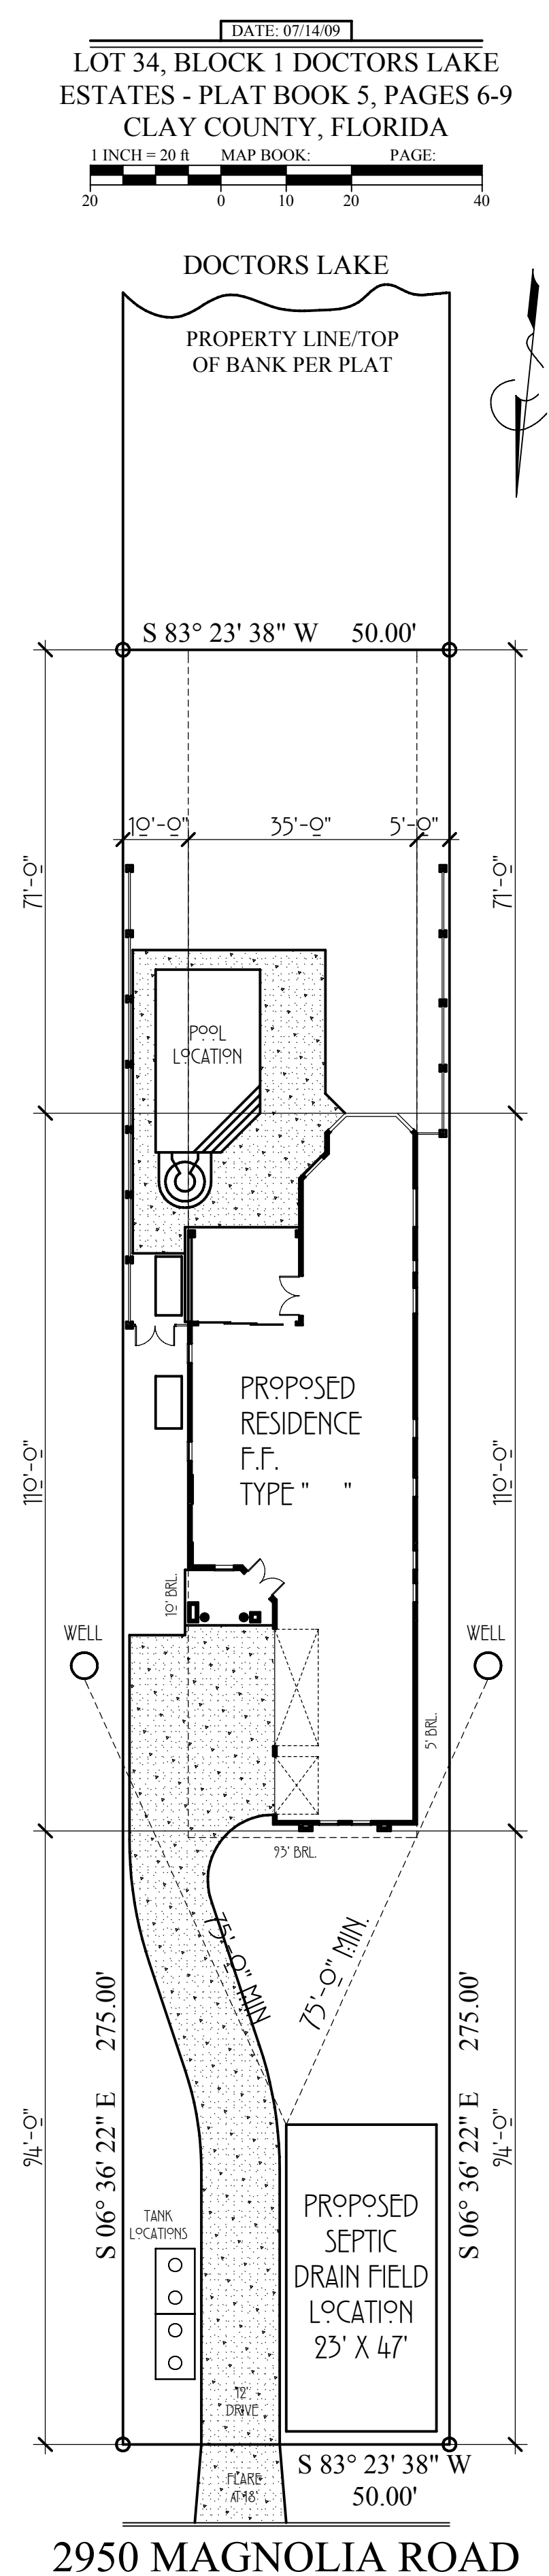 DATE: 07/14/09
LOT 34, BLOCK 1 DOCTORS LAKE
ESTATES - PLAT BOOK 5, PAGES 6-9
CLAY COUNTY, FLORIDA
1 INCH = 20 ft MAP BOOK: PAGE:
20 0 10 20 40
DOCTORS LAKE
PROPERTY LINE/TOP
OF BANK PER PLAT
S 83° 23' 38" W 50.00'
10'-0" 35'-0" 5'-0"
71'-0"
71'-0"
POOL
LOCATION
PROPOSED
RESIDENCE
F.F.
TYPE " "
110'-0"
110'-0"
10' BRL.
WELL
WELL
5' BRL.
93' BRL.
75'-0" MIN
75'-0" MIN.
S 06° 36' 22" E 275.00'
S 06° 36' 22" E 275.00'
94'-0"
94'-0"
TANK
LOCATIONS
PROPOSED
SEPTIC
DRAIN FIELD
LOCATION
23' X 47'
12'
DRIVE
S 83° 23' 38" W
50.00'
FLARE
AT 18'
2950 MAGNOLIA ROAD